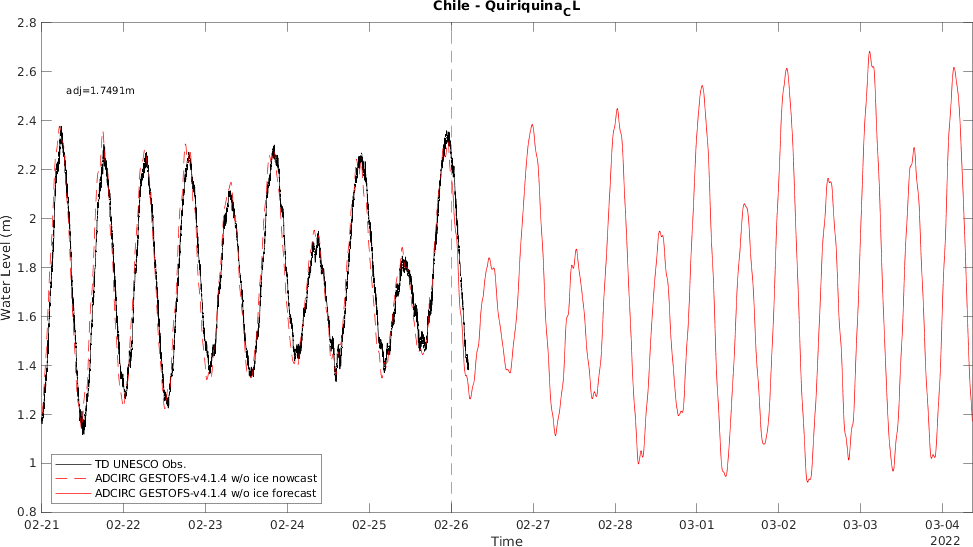 Chile - Quiriquina_CL
2.8
2.6
2.4
2.2
2
1.8
1.6
1.4
1.2
1
0.8
Water Level (m)
adj=1.7491m
TD UNESCO Obs.
ADCIRC GESTOFS-v4.1.4 w/o ice nowcast
ADCIRC GESTOFS-v4.1.4 w/o ice forecast
02-21 02-22 02-23 02-24 02-25 02-26 02-27 02-28 03-01 03-02 03-03 03-04
2022
Time